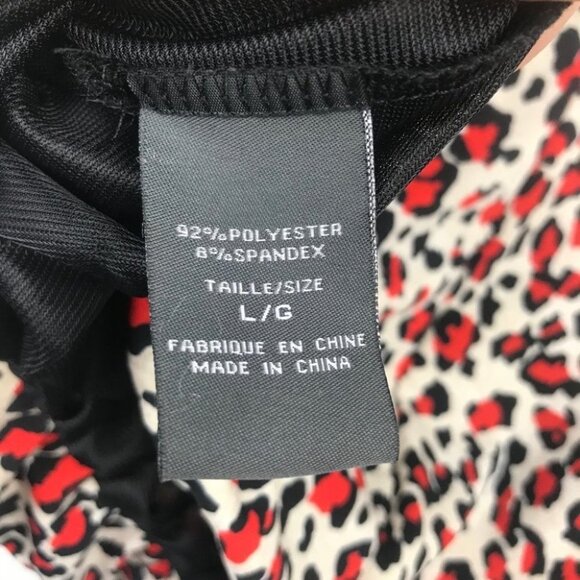 92%POLYESTER
8%SPANDEX
TAILLE/SIZE
L/G
FABRIQUE EN CHINE
MADE IN CHINA